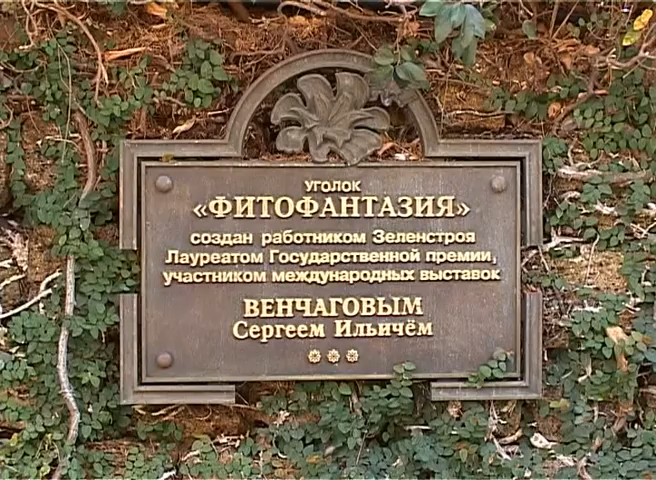 УГОЛОК
«ФИТОФАНТАЗИЯ»
создан работником Зеленстроя
Лауреатом Государственной премии,
участником международных выставок
ВЕНЧАГОВЫМ
Сергеем Ильичём